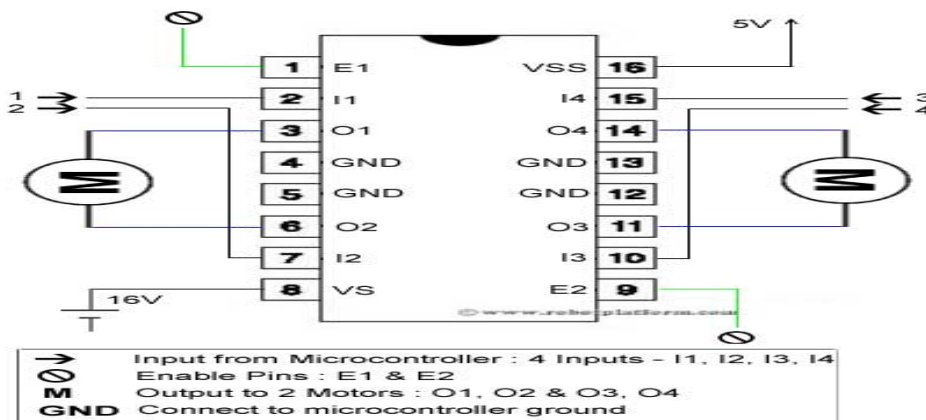 5V
1 E1 VSS 16
1 2 I1 I4 15 3
2 4
3 O1 O4 14
4 GND GND 13
M M
5 GND GND 12
6 O2 O3 11
7 I2 I3 10
16V 8 VS E2 9
© www.robotplatform.com
Input from Microcontroller : 4 Inputs - I1, I2, I3, I4
Enable Pins : E1 & E2
M Output to 2 Motors : O1, O2 & O3, O4
GND Connect to microcontroller ground